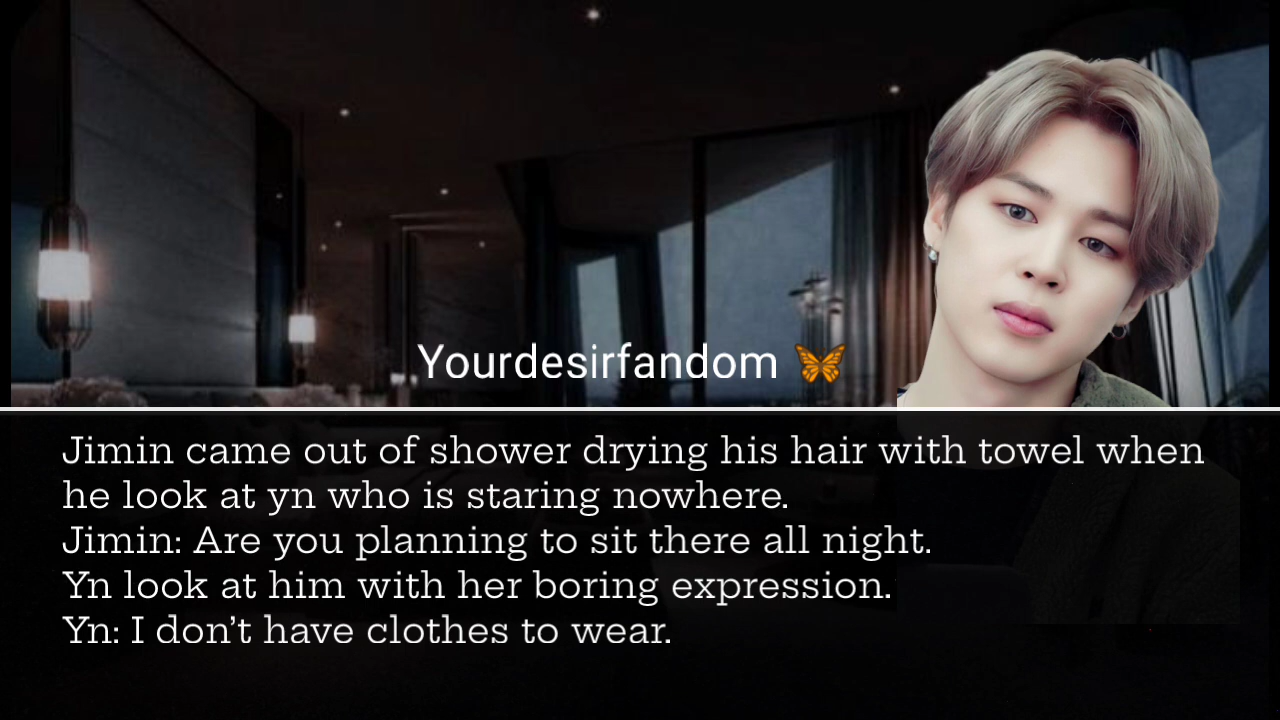 Yourdesirfandom 🦋
Jimin came out of shower drying his hair with towel when
he look at yn who is staring nowhere.
Jimin: Are you planning to sit there all night.
Yn look at him with her boring expression.
Yn: I don’t have clothes to wear.